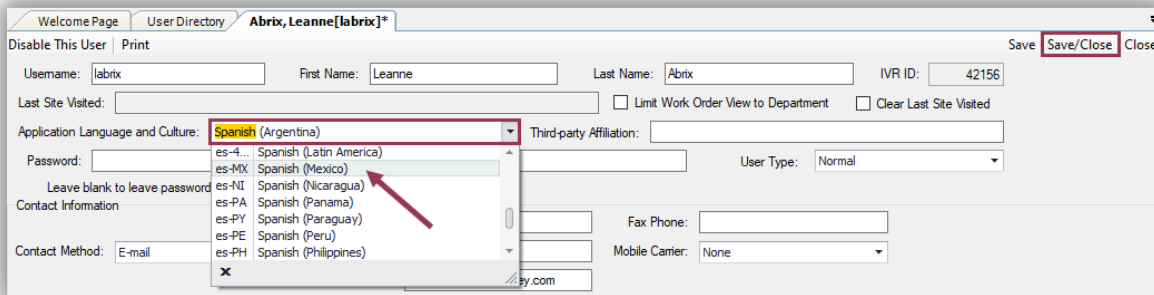 Welcome Page User Directory Abrix, Leanne[labrix]*
Disable This User Print Save Save/Close Close
Username: labrix First Name: Leanne Last Name: Abrix IVR ID: 42156
Last Site Visited: Limit Work Order View to Department Clear Last Site Visited
Application Language and Culture: Spanish (Argentina) Third-party Affiliation:
es-4... Spanish (Latin America)
Password: es-MX Spanish (Mexico) User Type: Normal
Leave blank to leave password es-NI Spanish (Nicaragua)
Contact Information es-PA Spanish (Panama)
es-PY Spanish (Paraguay) Fax Phone:
es-PE Spanish (Peru)
Contact Method: E-mail es-PH Spanish (Philippines) Mobile Carrier: None
x
ey.com